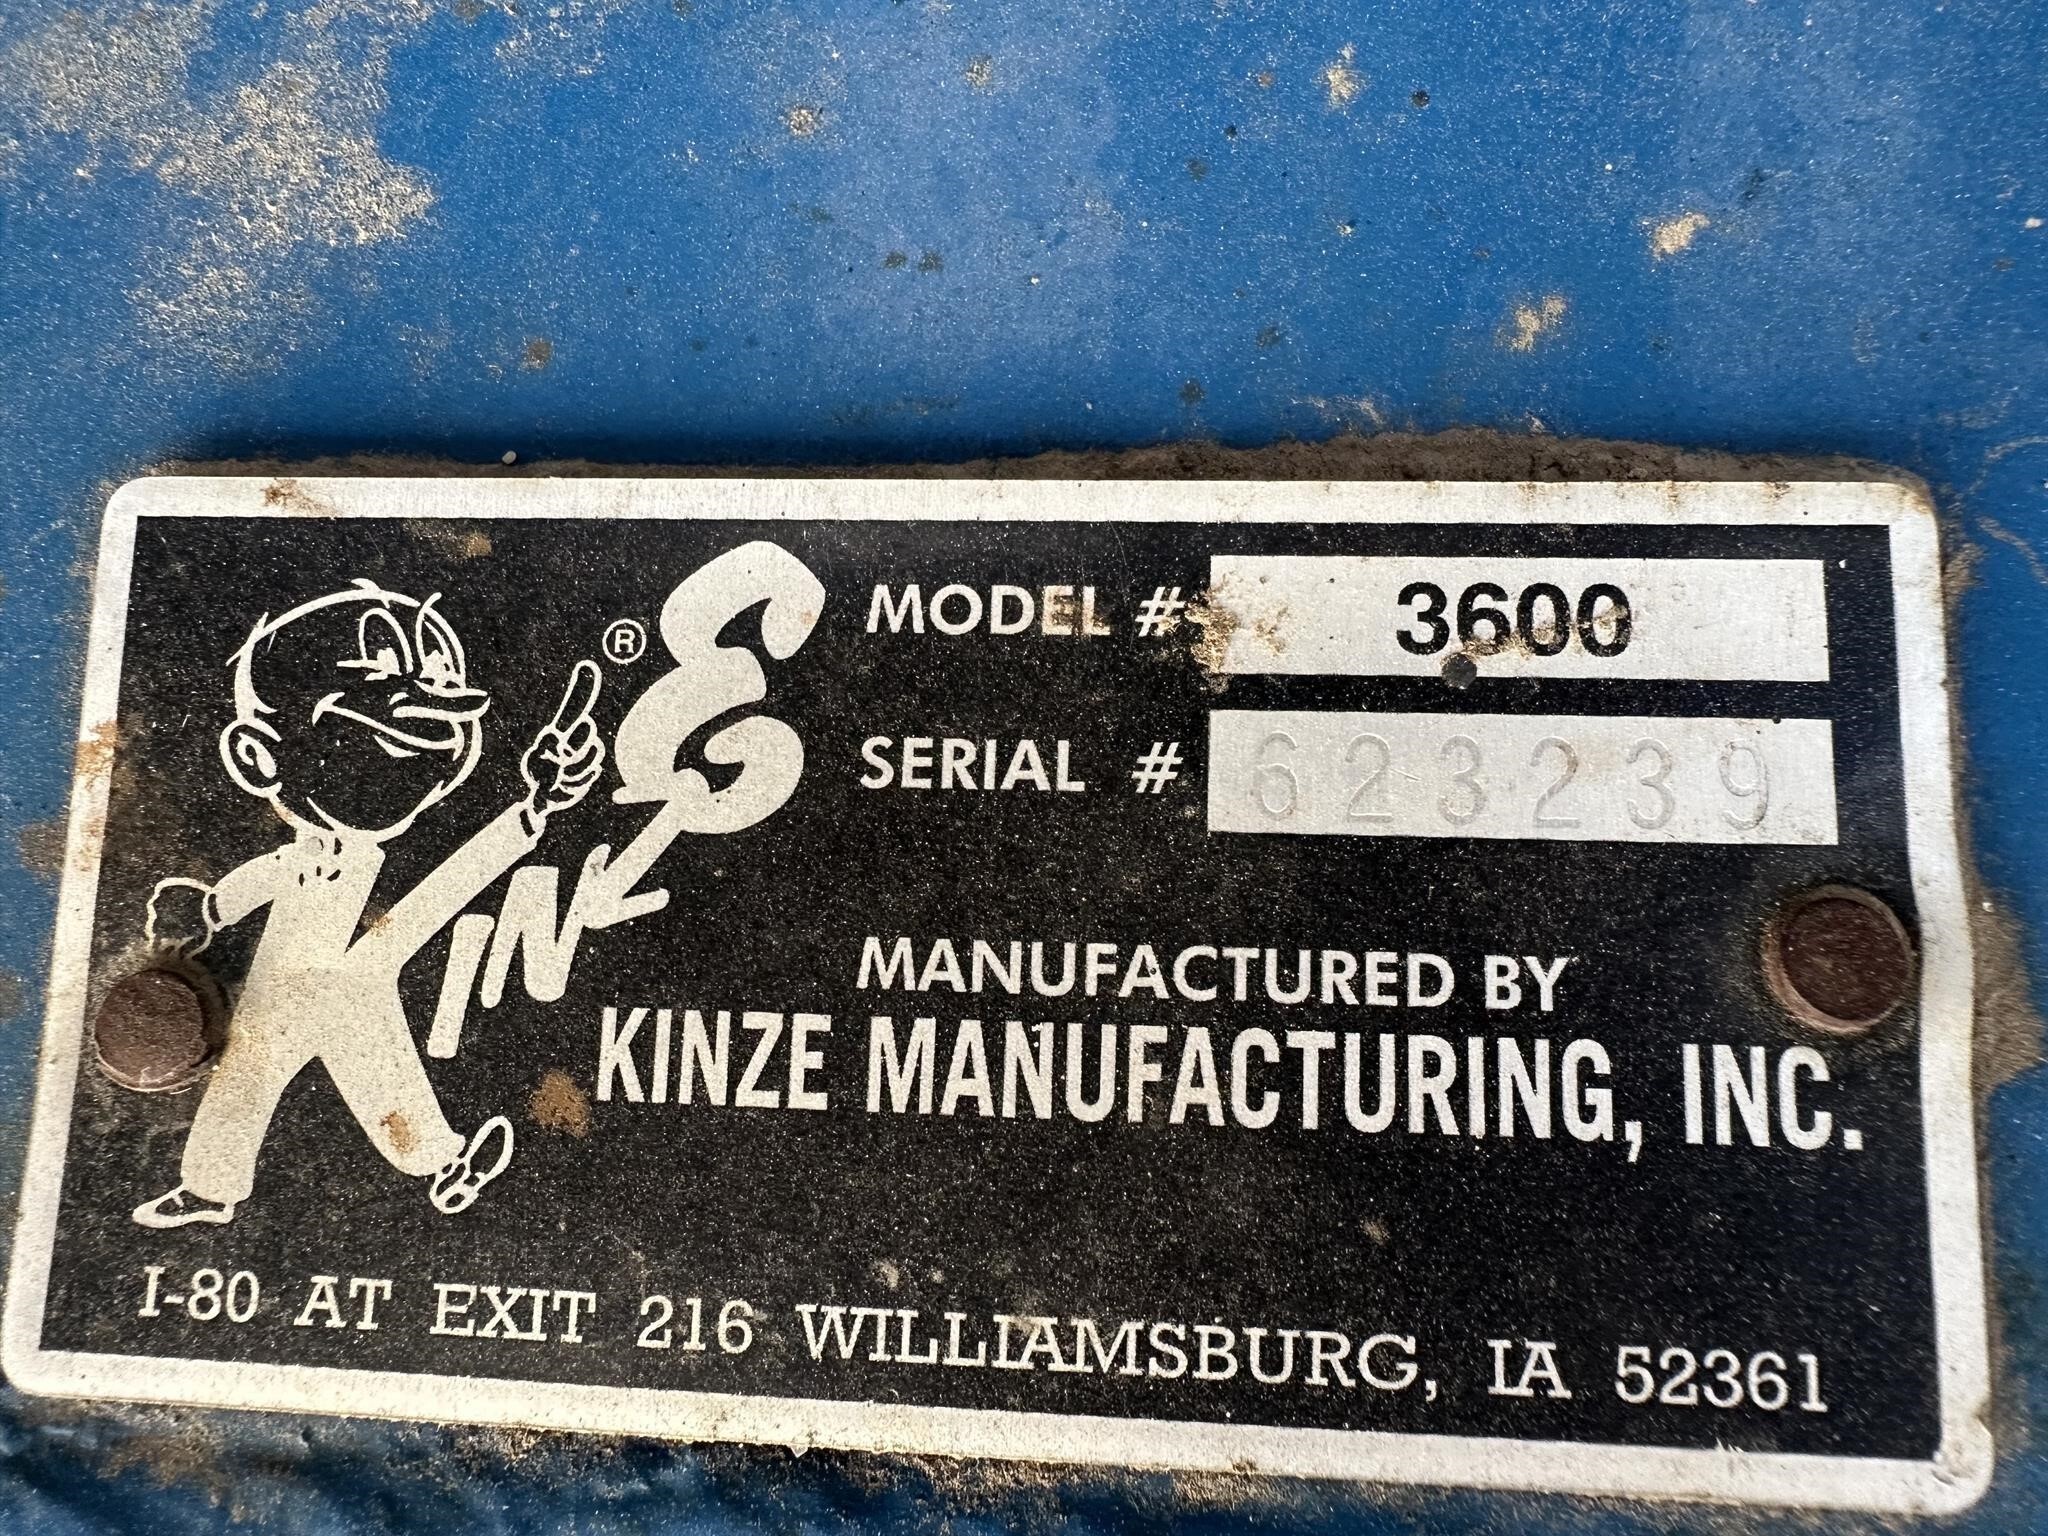 KINZE ®
MODEL # 3600
SERIAL # 623239
MANUFACTURED BY
KINZE MANUFACTURING, INC.
I-80 AT EXIT 216 WILLIAMSBURG, IA 52361